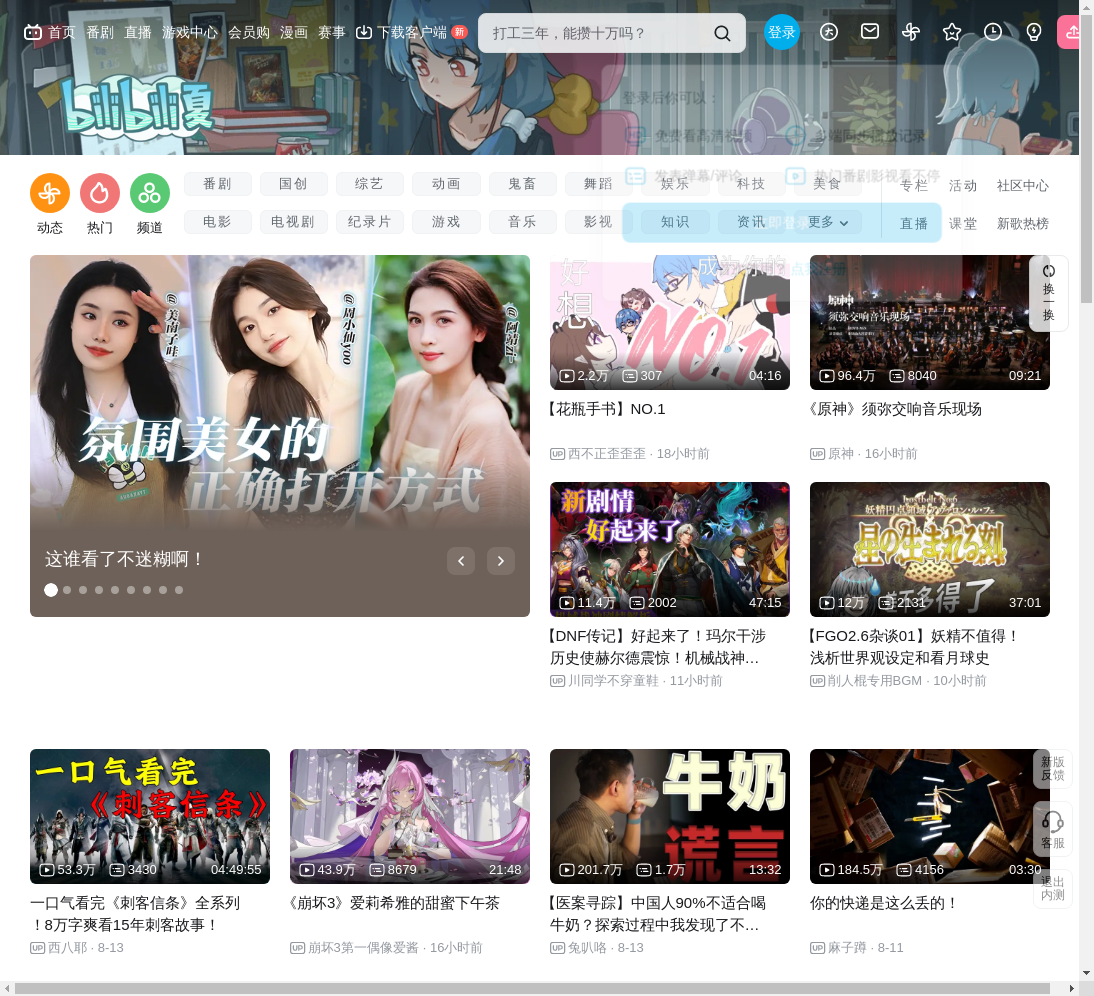 首页 番剧 直播 游戏中心 会员购 漫画 赛事 下载客户端 新
打工三年，能攒十万吗？
登录
bilibili夏
登录后你可以：
免费看高清视频 多端同步播放记录
发表弹幕/评论 热门番剧影视看不停
立即登录
点我注册
动态 热门 频道
番剧 国创 综艺 动画 鬼畜 舞蹈 娱乐 科技 美食
电影 电视剧 纪录片 游戏 音乐 影视 知识 资讯 更多
专栏 活动 社区中心
直播 课堂 新歌热榜
@美南子哇
@周小仙yoo
@阿靖zz-
氛围美女的
正确打开方式
这谁看了不迷糊啊！
好想
成为你的
NO.1
2.2万 307 04:16
【花瓶手书】NO.1
UP 西不正歪歪歪 · 18小时前
原神
须弥交响音乐现场
96.4万 8040 09:21
《原神》须弥交响音乐现场
UP 原神 · 16小时前
换一换
新剧情
好起来了
11.4万 2002 47:15
【DNF传记】好起来了！玛尔干涉
历史使赫尔德震惊！机械战神…
UP 川同学不穿童鞋 · 11小时前
Lostbelt No.6
妖精円卓領域 アヴァロン・ル・フェ
星の生まれる刻
差不多得了
12万 2131 37:01
【FGO2.6杂谈01】妖精不值得！
浅析世界观设定和看月球史
UP 削人棍专用BGM · 10小时前
一口气看完
《刺客信条》
53.3万 3430 04:49:55
一口气看完《刺客信条》全系列
！8万字爽看15年刺客故事！
UP 西八耶 · 8-13
43.9万 8679 21:48
《崩坏3》爱莉希雅的甜蜜下午茶
UP 崩坏3第一偶像爱酱 · 16小时前
牛奶
谎言
201.7万 1.7万 13:32
【医案寻踪】中国人90%不适合喝
牛奶？探索过程中我发现了不…
UP 兔叭咯 · 8-13
184.5万 4156 03:30
你的快递是这么丢的！
UP 麻子蹲 · 8-11
新版
反馈
客服
退出
内测